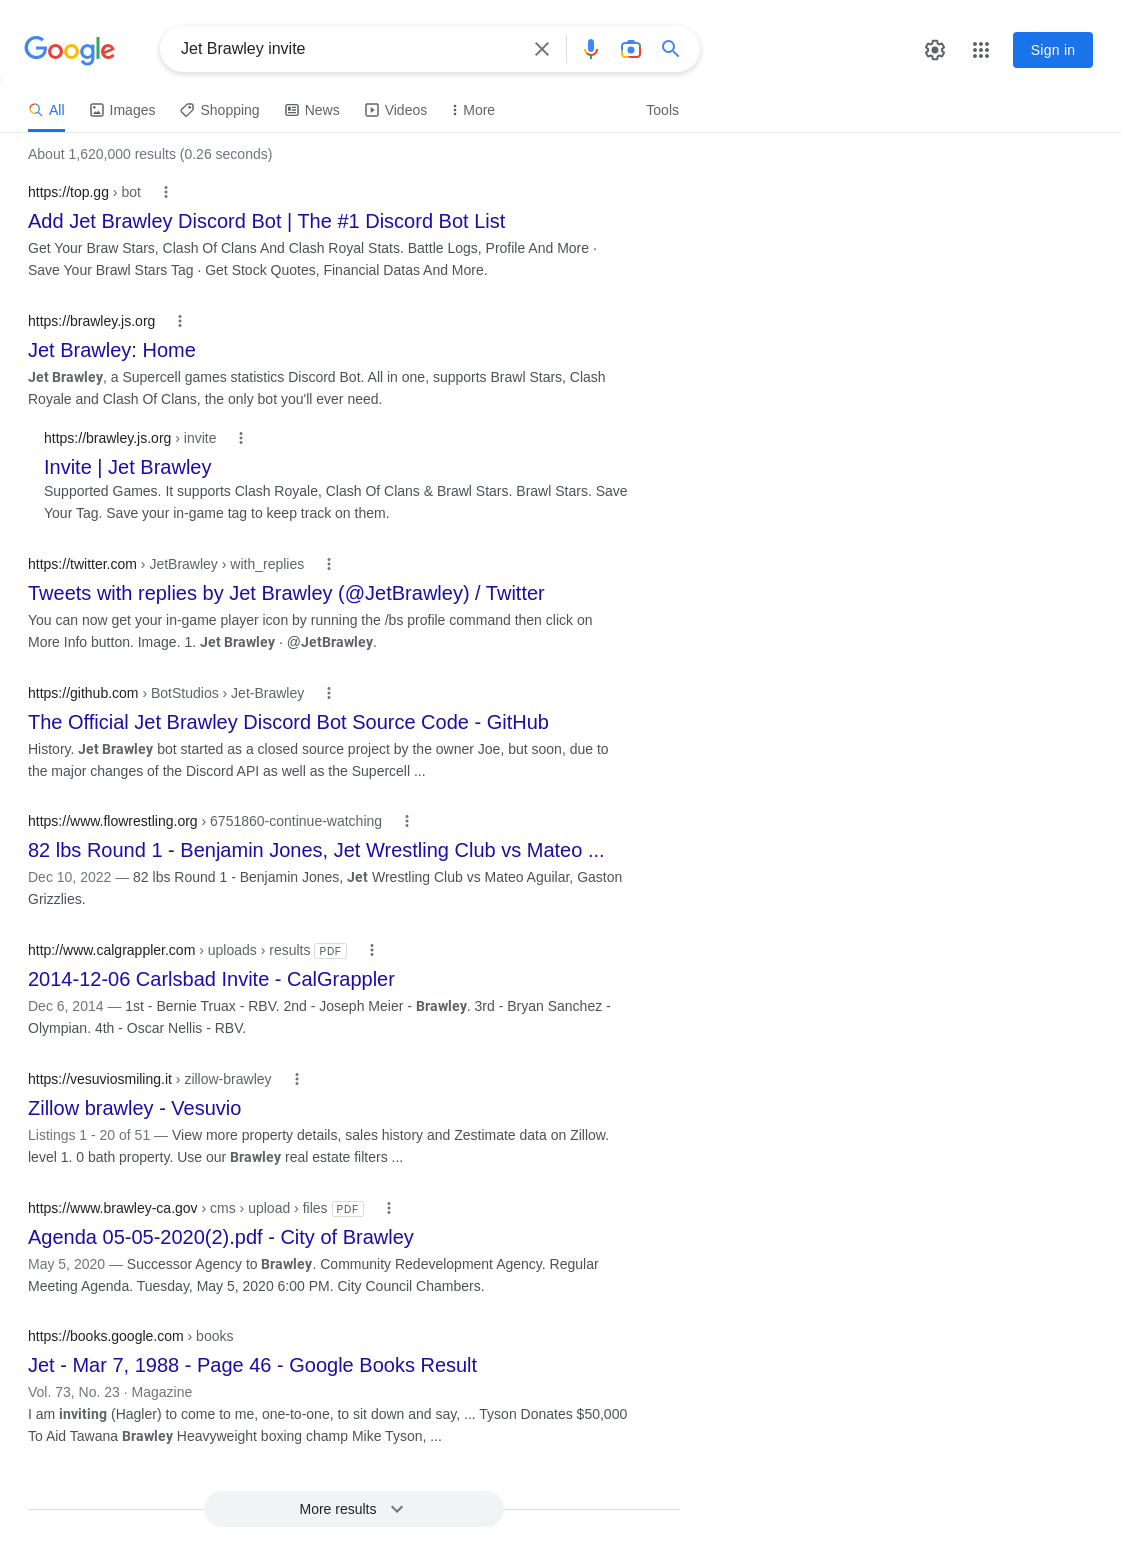 Google
Jet Brawley invite
Sign in
All
Images
Shopping
News
Videos
More
Tools
About 1,620,000 results (0.26 seconds)
https://top.gg › bot
Add Jet Brawley Discord Bot | The #1 Discord Bot List
Get Your Braw Stars, Clash Of Clans And Clash Royal Stats. Battle Logs, Profile And More ·
Save Your Brawl Stars Tag · Get Stock Quotes, Financial Datas And More.
https://brawley.js.org
Jet Brawley: Home
Jet Brawley, a Supercell games statistics Discord Bot. All in one, supports Brawl Stars, Clash
Royale and Clash Of Clans, the only bot you'll ever need.
https://brawley.js.org › invite
Invite | Jet Brawley
Supported Games. It supports Clash Royale, Clash Of Clans & Brawl Stars. Brawl Stars. Save
Your Tag. Save your in-game tag to keep track on them.
https://twitter.com › JetBrawley › with_replies
Tweets with replies by Jet Brawley (@JetBrawley) / Twitter
You can now get your in-game player icon by running the /bs profile command then click on
More Info button. Image. 1. Jet Brawley · @JetBrawley.
https://github.com › BotStudios › Jet-Brawley
The Official Jet Brawley Discord Bot Source Code - GitHub
History. Jet Brawley bot started as a closed source project by the owner Joe, but soon, due to
the major changes of the Discord API as well as the Supercell ...
https://www.flowrestling.org › 6751860-continue-watching
82 lbs Round 1 - Benjamin Jones, Jet Wrestling Club vs Mateo ...
Dec 10, 2022 — 82 lbs Round 1 - Benjamin Jones, Jet Wrestling Club vs Mateo Aguilar, Gaston
Grizzlies.
http://www.calgrappler.com › uploads › results PDF
2014-12-06 Carlsbad Invite - CalGrappler
Dec 6, 2014 — 1st - Bernie Truax - RBV. 2nd - Joseph Meier - Brawley. 3rd - Bryan Sanchez -
Olympian. 4th - Oscar Nellis - RBV.
https://vesuviosmiling.it › zillow-brawley
Zillow brawley - Vesuvio
Listings 1 - 20 of 51 — View more property details, sales history and Zestimate data on Zillow.
level 1. 0 bath property. Use our Brawley real estate filters ...
https://www.brawley-ca.gov › cms › upload › files PDF
Agenda 05-05-2020(2).pdf - City of Brawley
May 5, 2020 — Successor Agency to Brawley. Community Redevelopment Agency. Regular
Meeting Agenda. Tuesday, May 5, 2020 6:00 PM. City Council Chambers.
https://books.google.com › books
Jet - Mar 7, 1988 - Page 46 - Google Books Result
Vol. 73, No. 23 · Magazine
I am inviting (Hagler) to come to me, one-to-one, to sit down and say, ... Tyson Donates $50,000
To Aid Tawana Brawley Heavyweight boxing champ Mike Tyson, ...
More results